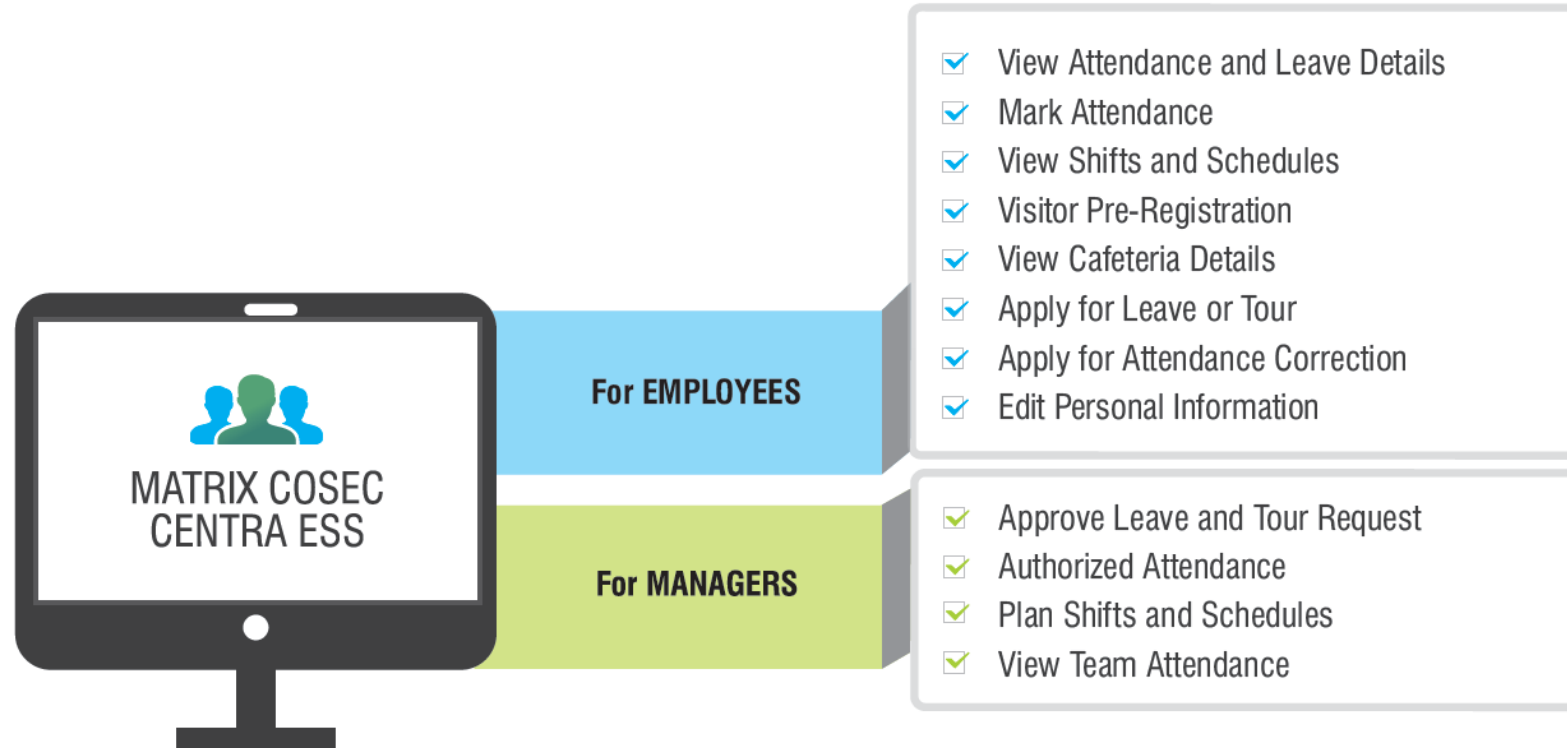 MATRIX COSEC
CENTRA ESS
For EMPLOYEES
View Attendance and Leave Details
Mark Attendance
View Shifts and Schedules
Visitor Pre-Registration
View Cafeteria Details
Apply for Leave or Tour
Apply for Attendance Correction
Edit Personal Information
For MANAGERS
Approve Leave and Tour Request
Authorized Attendance
Plan Shifts and Schedules
View Team Attendance